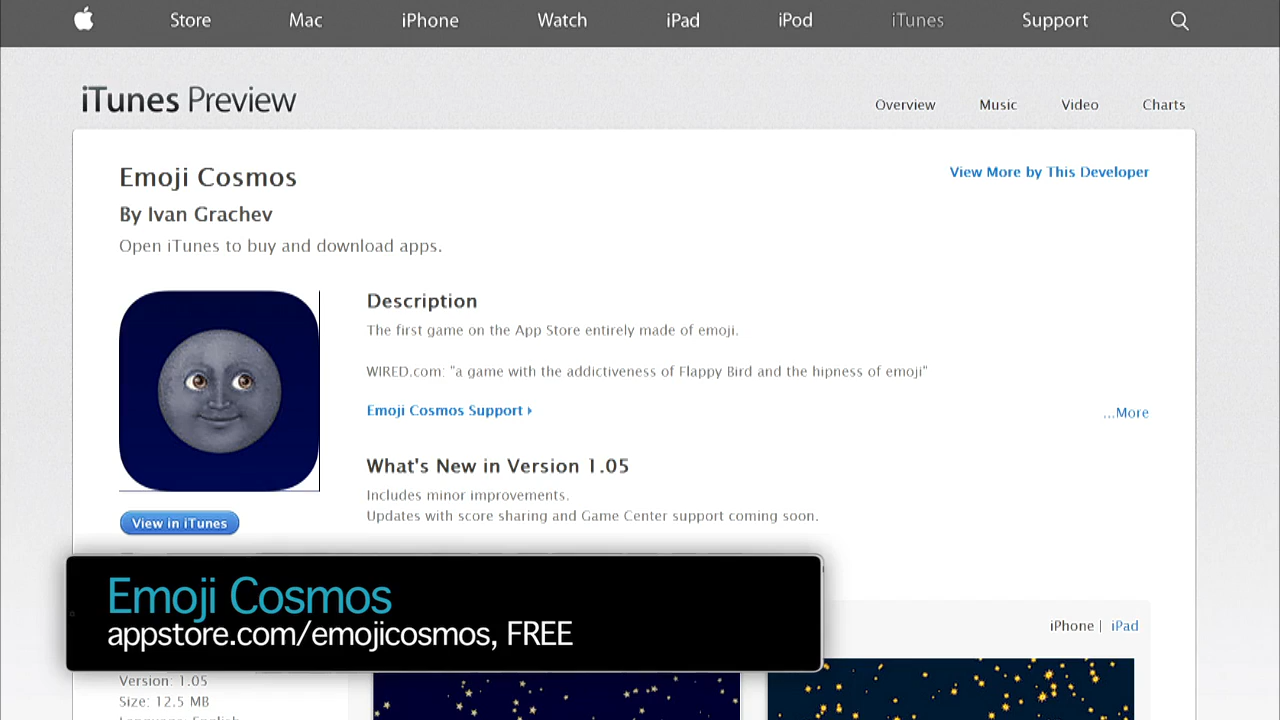 Store Mac iPhone Watch iPad iPod iTunes Support
iTunes Preview
Overview Music Video Charts
Emoji Cosmos
View More by This Developer
By Ivan Grachev
Open iTunes to buy and download apps.
Description
The first game on the App Store entirely made of emoji.
WIRED.com: "a game with the addictiveness of Flappy Bird and the hipness of emoji"
Emoji Cosmos Support
...More
What's New in Version 1.05
Includes minor improvements.
Updates with score sharing and Game Center support coming soon.
View in iTunes
Emoji Cosmos
appstore.com/emojicosmos, FREE
iPhone | iPad
Version: 1.05
Size: 12.5 MB
Language: English